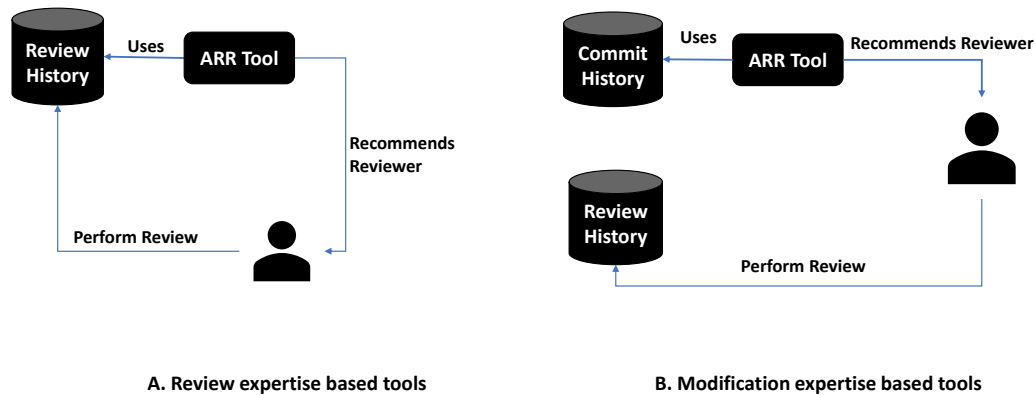 Review
History
Uses
ARR Tool
Recommends
Reviewer
Perform Review
A. Review expertise based tools
Commit
History
Uses
ARR Tool
Recommends Reviewer
Review
History
Perform Review
B. Modification expertise based tools